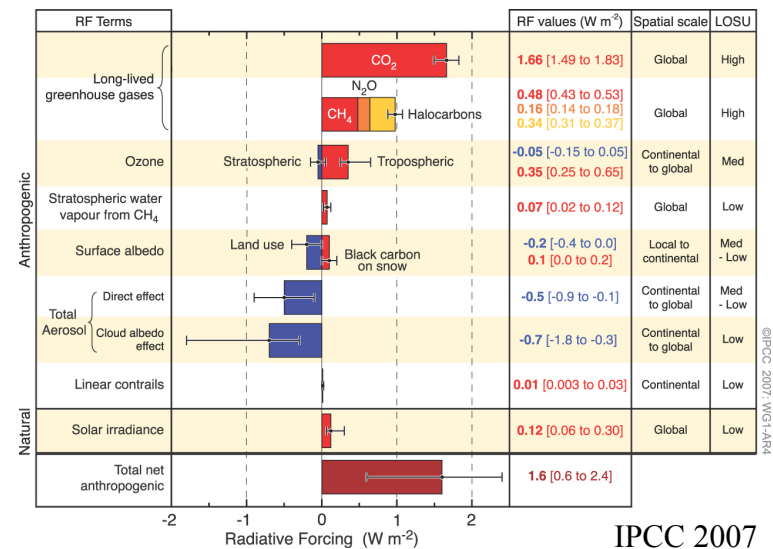 RF Terms
RF values (W m-2)
Spatial scale
LOSU
Anthropogenic
Long-lived
greenhouse gases
CO2
1.66 [1.49 to 1.83]
Global
High
N2O
CH4
Halocarbons
0.48 [0.43 to 0.53]
0.16 [0.14 to 0.18]
0.34 [0.31 to 0.37]
Global
High
Ozone
Stratospheric
Tropospheric
-0.05 [-0.15 to 0.05]
0.35 [0.25 to 0.65]
Continental
to global
Med
Stratospheric water
vapour from CH4
0.07 [0.02 to 0.12]
Global
Low
Surface albedo
Land use
Black carbon
on snow
-0.2 [-0.4 to 0.0]
0.1 [0.0 to 0.2]
Local to
continental
Med
- Low
Total
Aerosol
Direct effect
-0.5 [-0.9 to -0.1]
Continental
to global
Med
- Low
Cloud albedo
effect
-0.7 [-1.8 to -0.3]
Continental
to global
Low
Linear contrails
0.01 [0.003 to 0.03]
Continental
Low
Natural
Solar irradiance
0.12 [0.06 to 0.30]
Global
Low
Total net
anthropogenic
1.6 [0.6 to 2.4]
-2
-1
0
1
2
Radiative Forcing (W m-2)
©IPCC 2007: WG1-AR4
IPCC 2007